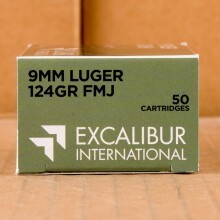 9MM LUGER
124GR FMJ
50
CARTRIDGES
EXCALIBUR
INTERNATIONAL